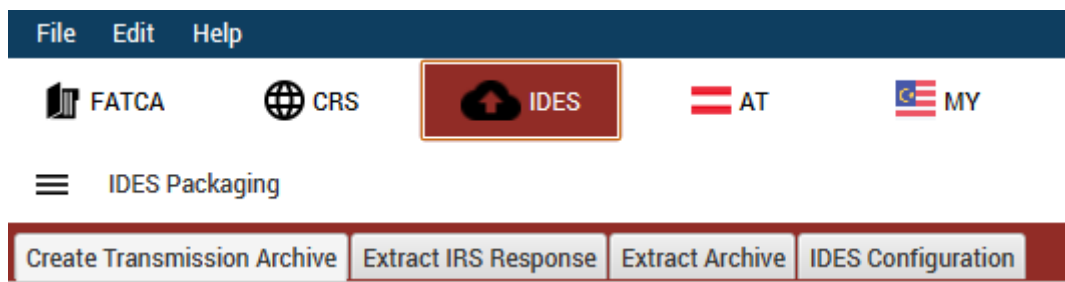 File Edit Help
FATCA CRS IDES AT MY
IDES Packaging
Create Transmission Archive Extract IRS Response Extract Archive IDES Configuration